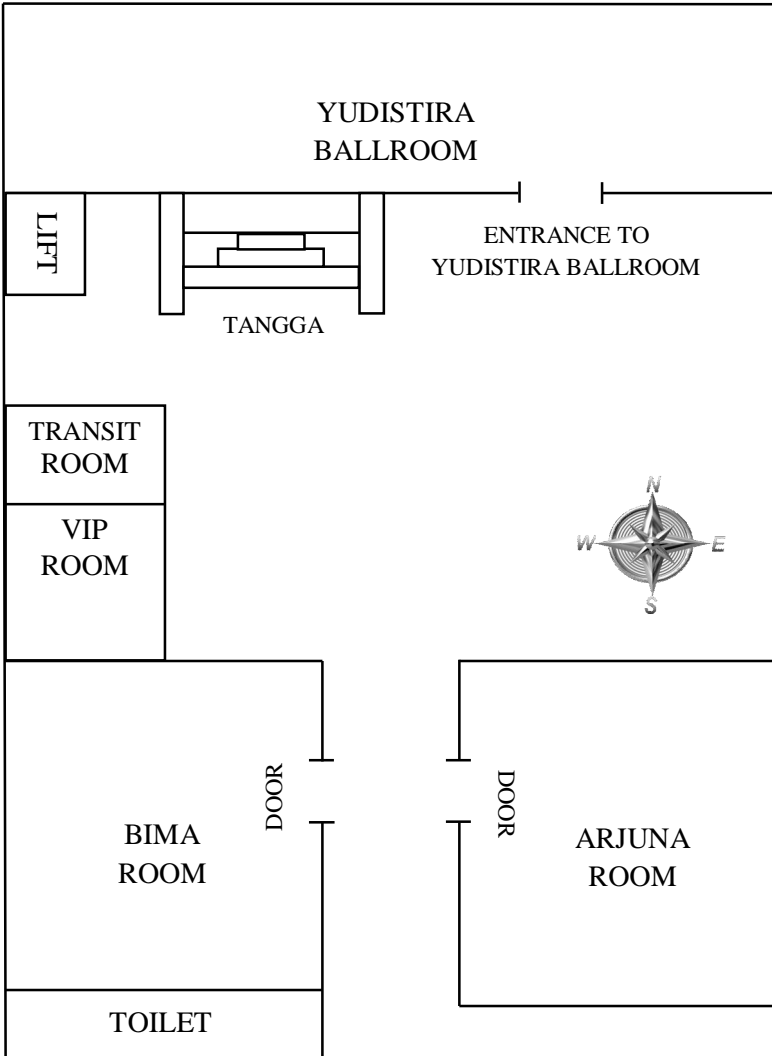 YUDISTIRA
BALLROOM
LIFT
ENTRANCE TO
YUDISTIRA BALLROOM
TANGGA
TRANSIT
ROOM
VIP
ROOM
N
W
E
S
DOOR
DOOR
BIMA
ROOM
ARJUNA
ROOM
TOILET